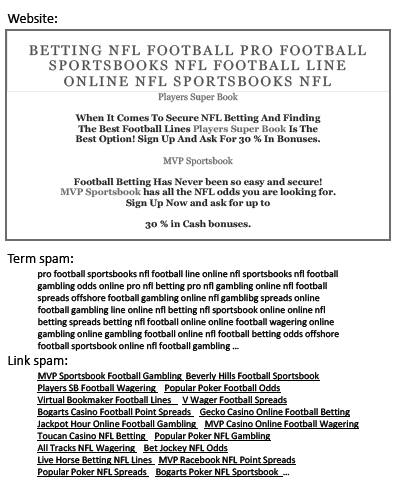 Website:
BETTING NFL FOOTBALL PRO FOOTBALL
SPORTSBOOKS NFL FOOTBALL LINE
ONLINE NFL SPORTSBOOKS NFL
Players Super Book
When It Comes To Secure NFL Betting And Finding
The Best Football Lines Players Super Book Is The
Best Option! Sign Up And Ask For 30 % In Bonuses.
MVP Sportsbook
Football Betting Has Never been so easy and secure!
MVP Sportsbook has all the NFL odds you are looking for.
Sign Up Now and ask for up to
30 % in Cash bonuses.
Term spam:
pro football sportsbooks nfl football line online nfl sportsbooks nfl football
gambling odds online pro nfl betting pro nfl gambling online nfl football
spreads offshore football gambling online nfl gamblibg spreads online
football gambling line online nfl betting nfl sportsbook online online nfl
betting spreads betting nfl football online online football wagering online
gambling online gambling football online nfl football betting odds offshore
football sportsbook online nfl football gambling ...
Link spam:
MVP Sportsbook Football Gambling Beverly Hills Football Sportsbook
Players SB Football Wagering Popular Poker Football Odds
Virtual Bookmaker Football Lines V Wager Football Spreads
Bogarts Casino Football Point Spreads Gecko Casino Online Football Betting
Jackpot Hour Online Football Gambling MVP Casino Online Football Wagering
Toucan Casino NFL Betting Popular Poker NFL Gambling
All Tracks NFL Wagering Bet Jockey NFL Odds
Live Horse Betting NFL Lines MVP Racebook NFL Point Spreads
Popular Poker NFL Spreads Bogarts Poker NFL Sportsbook ...